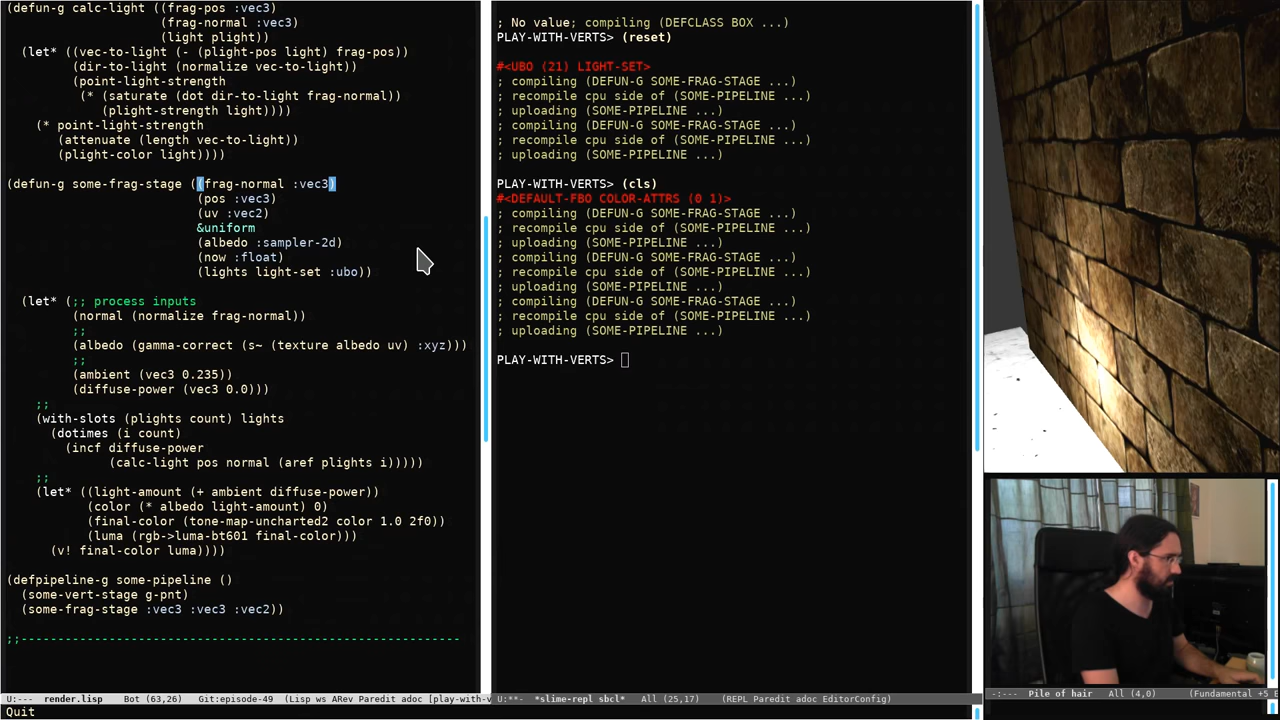 (defun-g calc-light ((frag-pos :vec3)
(frag-normal :vec3)
(light plight))
(let* ((vec-to-light (- (plight-pos light) frag-pos))
(dir-to-light (normalize vec-to-light))
(point-light-strength
(* (saturate (dot dir-to-light frag-normal))
(plight-strength light))))
(* point-light-strength
(attenuate (length vec-to-light))
(plight-color light))))
(defun-g some-frag-stage ((frag-normal :vec3)
(pos :vec3)
(uv :vec2)
&uniform
(albedo :sampler-2d)
(now :float)
(lights light-set :ubo))
(let* (;; process inputs
(normal (normalize frag-normal))
;;
(albedo (gamma-correct (s~ (texture albedo uv) :xyz)))
;;
(ambient (vec3 0.235))
(diffuse-power (vec3 0.0)))
;;
(with-slots (plights count) lights
(dotimes (i count)
(incf diffuse-power
(calc-light pos normal (aref plights i)))))
;;
(let* ((light-amount (+ ambient diffuse-power))
(color (* albedo light-amount) 0)
(final-color (tone-map-uncharted2 color 1.0 2f0))
(luma (rgb->luma-bt601 final-color)))
(v! final-color luma))))
(defpipeline-g some-pipeline ()
(some-vert-stage g-pnt)
(some-frag-stage :vec3 :vec3 :vec2))
;;------------------------------------------------------------
U:--- render.lisp Bot (63,26) Git:episode-49 (Lisp ws ARev Paredit adoc [play-with-v
Quit
; No value; compiling (DEFCLASS BOX ...)
PLAY-WITH-VERTS> (reset)
#<UBO (21) LIGHT-SET>
; compiling (DEFUN-G SOME-FRAG-STAGE ...)
; recompile cpu side of (SOME-PIPELINE ...)
; uploading (SOME-PIPELINE ...)
; compiling (DEFUN-G SOME-FRAG-STAGE ...)
; recompile cpu side of (SOME-PIPELINE ...)
; uploading (SOME-PIPELINE ...)
PLAY-WITH-VERTS> (cls)
#<DEFAULT-FBO COLOR-ATTRS (0 1)>
; compiling (DEFUN-G SOME-FRAG-STAGE ...)
; recompile cpu side of (SOME-PIPELINE ...)
; uploading (SOME-PIPELINE ...)
; compiling (DEFUN-G SOME-FRAG-STAGE ...)
; recompile cpu side of (SOME-PIPELINE ...)
; uploading (SOME-PIPELINE ...)
; compiling (DEFUN-G SOME-FRAG-STAGE ...)
; recompile cpu side of (SOME-PIPELINE ...)
; uploading (SOME-PIPELINE ...)
PLAY-WITH-VERTS>
U:**- *slime-repl sbcl* All (25,17) (REPL Paredit adoc EditorConfig)
-:--- Pile of hair All (4,0) (Fundamental +5 E